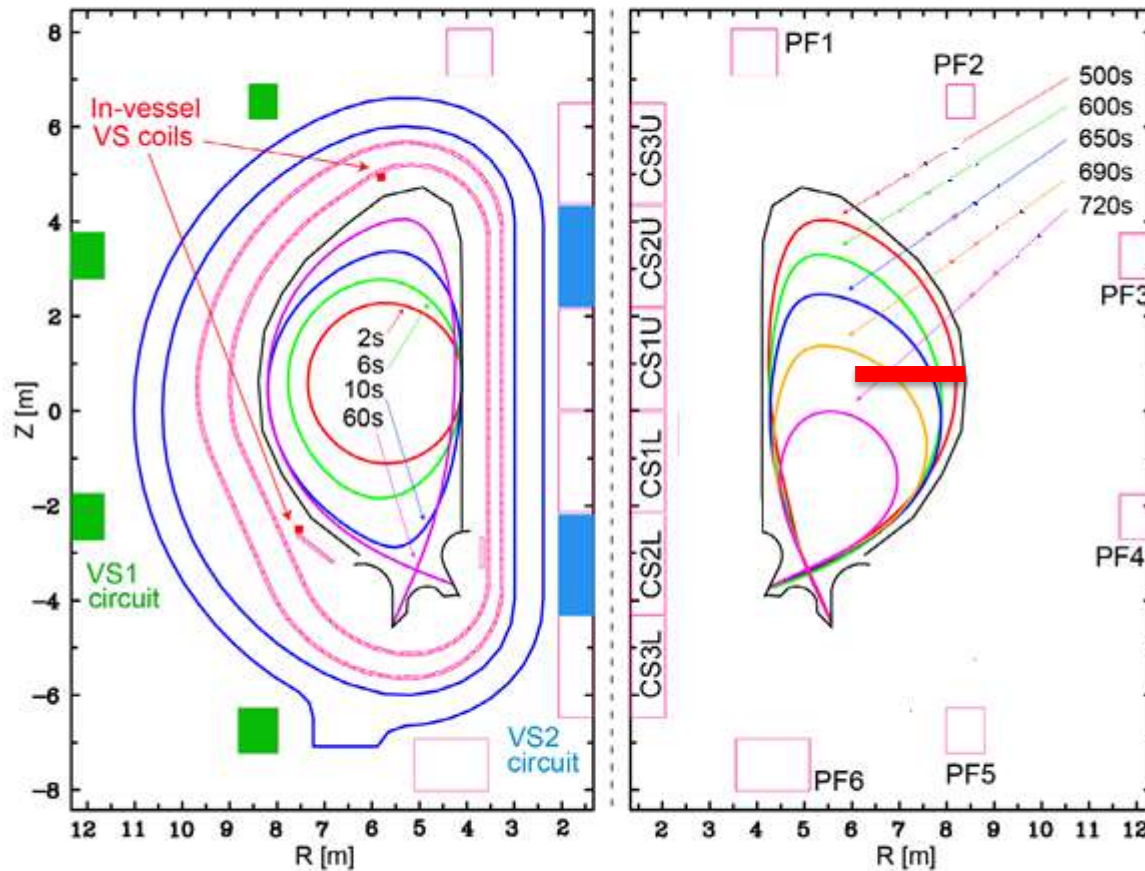 8
6
4
2
0
−2
−4
−6
−8
Z [m]
In-vessel
VS coils
2s
6s
10s
60s
VS1
circuit
VS2
circuit
12 11 10 9 8 7 6 5 4 3 2
R [m]
PF1
PF2
500s
600s
650s
690s
720s
CS3U
CS2U
CS1U
CS1L
CS2L
CS3L
PF3
PF4
PF5
PF6
2 3 4 5 6 7 8 9 10 11 12
R [m]